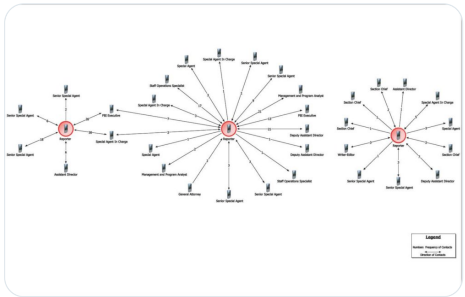 Special Agent In Charge
Special Agent
Senior Special Agent
Senior Special Agent
Section Chief
Assistant Director
Senior Special Agent
Staff Operations Specialist
Section Chief
Special Agent In Charge
Management and Program Analyst
Special Agent In Charge
Senior Special Agent
FBI Executive
FBI Executive
Section Chief
Special Agent
Reporter
Special Agent In Charge
Reporter
Deputy Assistant Director
Reporter
Senior Special Agent
Special Agent
Deputy Assistant Director
Writer Editor
Section Chief
Assistant Director
Management and Program Analyst
Staff Operations Specialist
Senior Special Agent
Deputy Assistant Director
General Attorney
Senior Special Agent
Senior Special Agent
Senior Special Agent
Legend
Numbers: Frequency of Contacts
Direction of Contacts